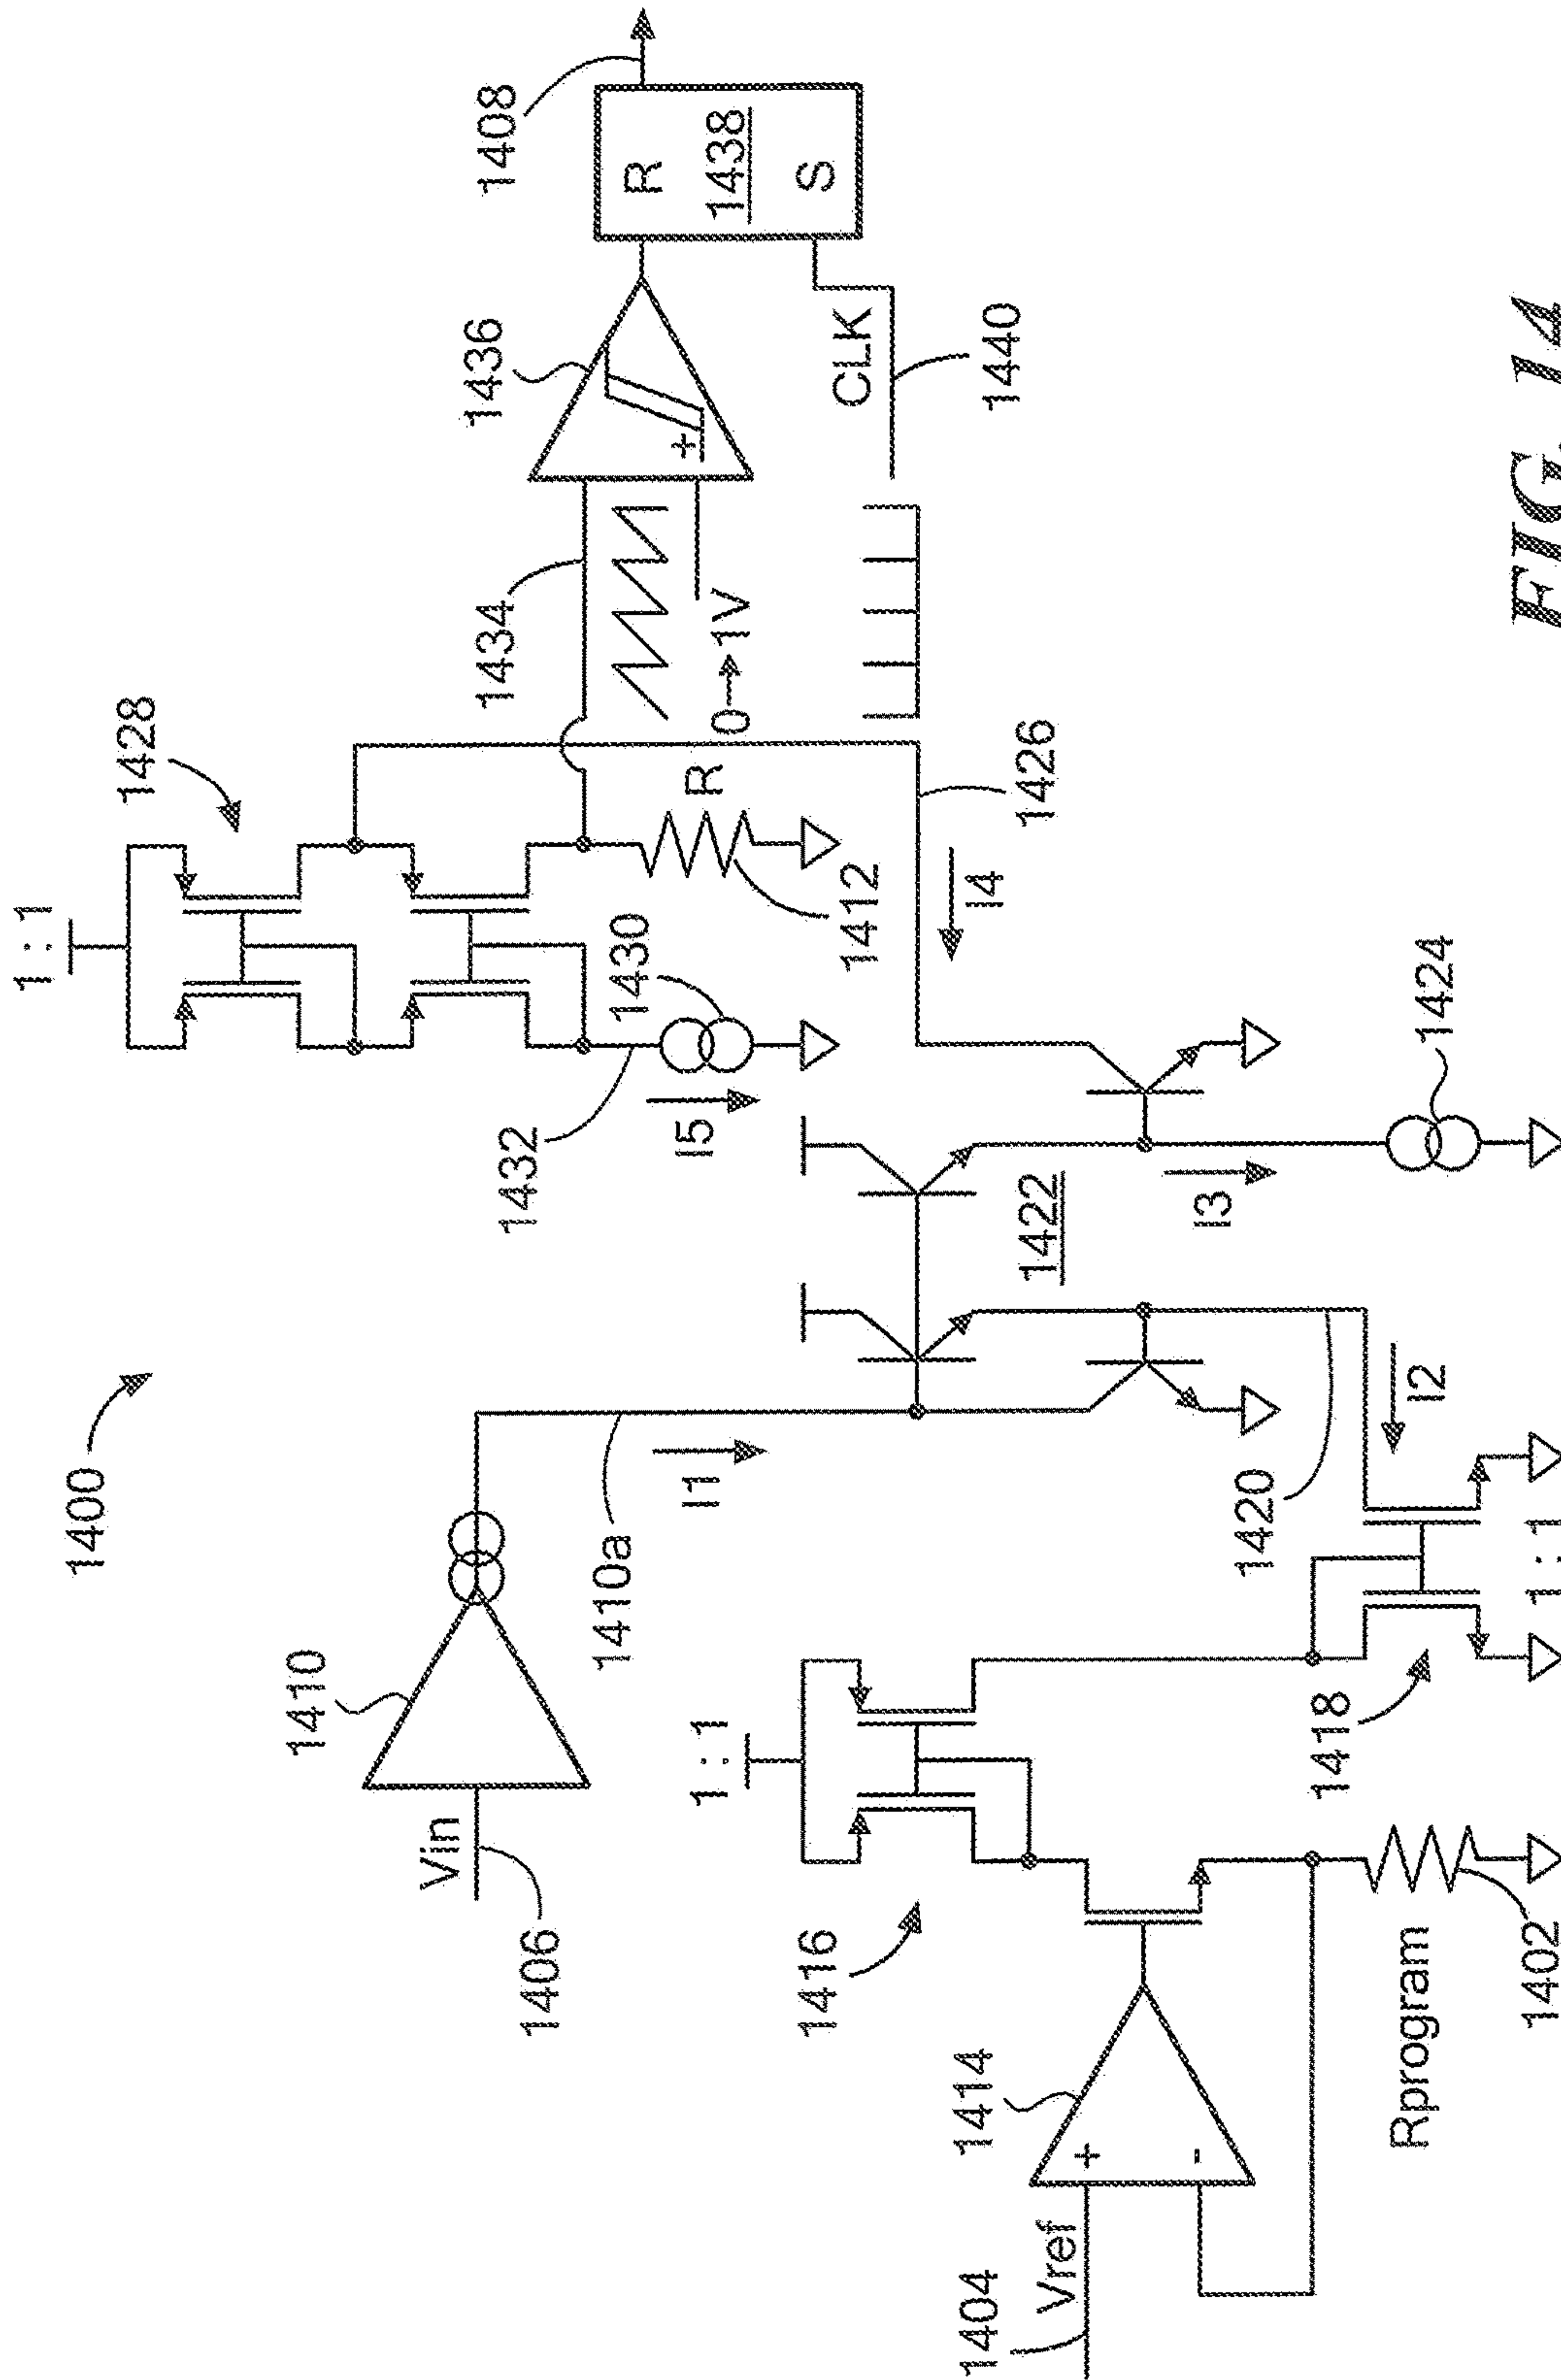 1400
1 : 1
1428
1408
1436
R
1438
S
1434
0→1V
CLK
1440
1430
R
1412
1432
I5
1426
I4
1410
Vin
1406
1410a
I1
1422
I3
1424
1 : 1
1416
1414
+
-
1404
Vref
Rprogram
1402
1418
1420
I2
1 : 1
±
FIG. 14